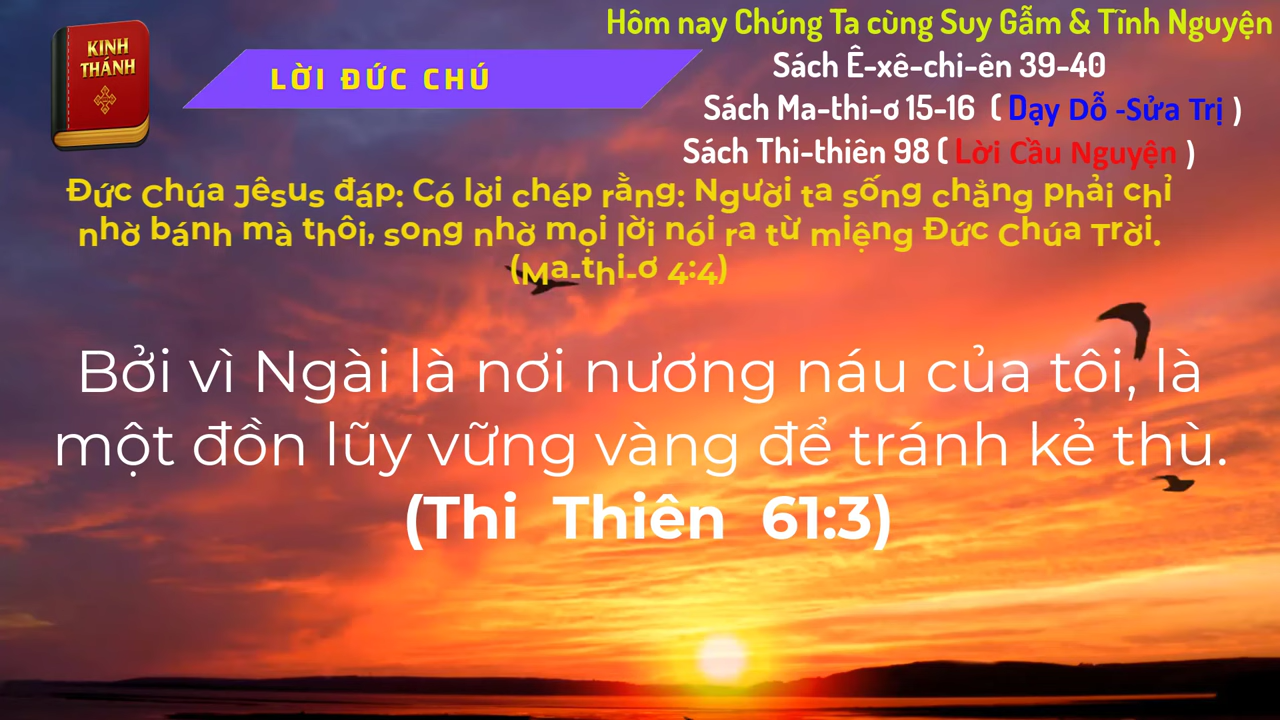 Hôm nay Chúng Ta cùng Suy Gẫm & Tĩnh Nguyện
KINH
THÁNH
LỜI ĐỨC CHÚ
Sách Ê-xê-chi-ên 39-40
Sách Ma-thi-ơ 15-16 ( Dạy Dỗ -Sửa Trị )
Sách Thi-thiên 98 ( Lời Cầu Nguyện )
Đức Chúa Jêsus đáp: Có lời chép rằng: Người ta sống chẳng phải chỉ
nhờ bánh mà thôi, song nhờ mọi lời nói ra từ miệng Đức Chúa Trời.
(Ma-thi-ơ 4:4)
Bởi vì Ngài là nơi nương náu của tôi, là
một đồn lũy vững vàng để tránh kẻ thù.
(Thi Thiên 61:3)